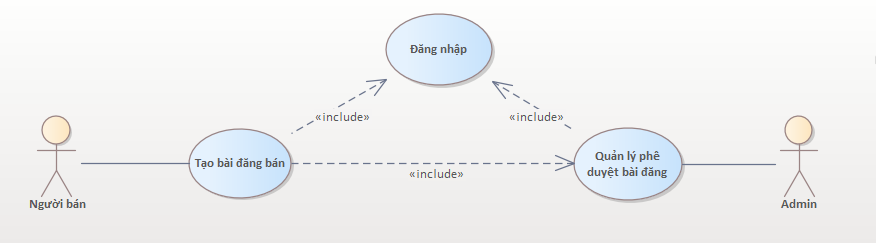 Đăng nhập
«include»
«include»
Tạo bài đăng bán
Quản lý phê
duyệt bài đăng
«include»
Người bán
Admin